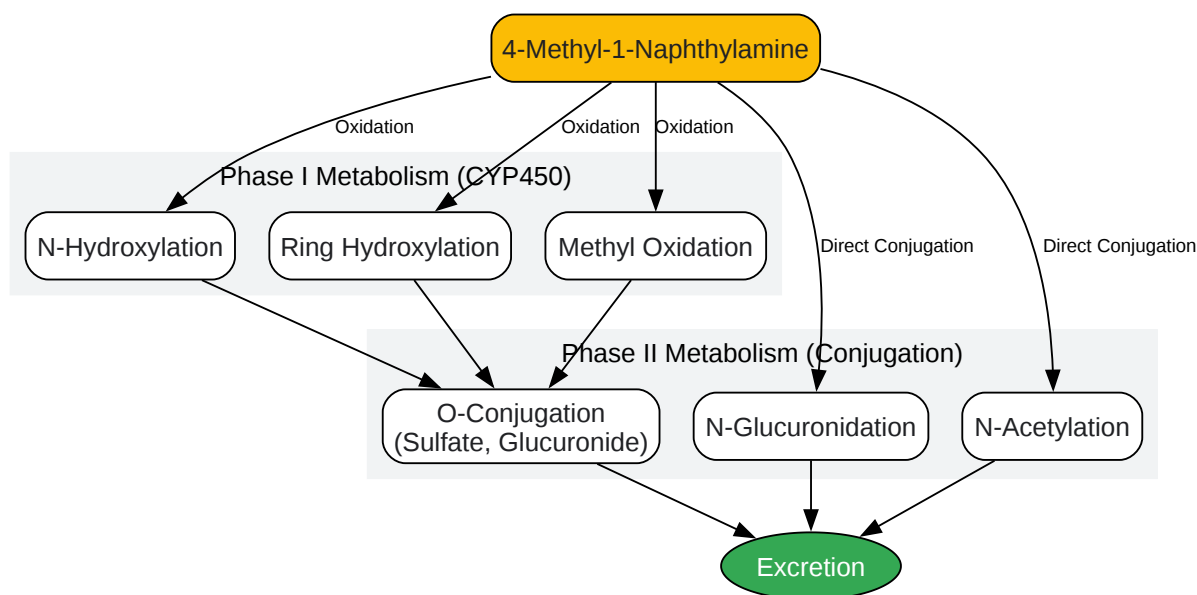 4-Methyl-1-Naphthylamine
Oxidation
Oxidation
Oxidation
Phase I Metabolism (CYP450)
N-Hydroxylation
Ring Hydroxylation
Methyl Oxidation
Direct Conjugation
Direct Conjugation
Phase II Metabolism (Conjugation)
O-Conjugation
(Sulfate, Glucuronide)
N-Glucuronidation
N-Acetylation
Excretion